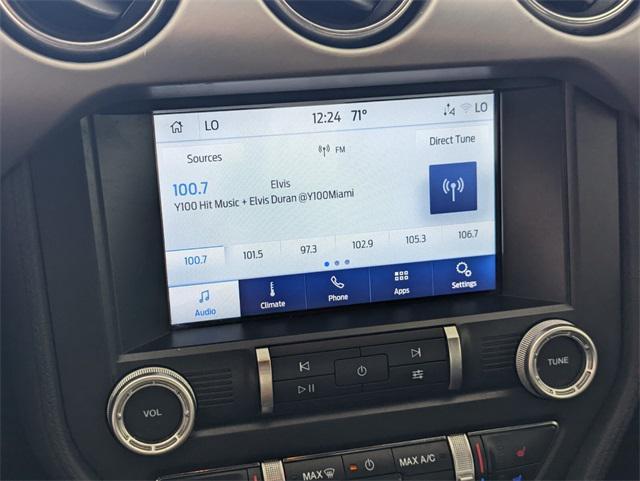 LO 12:24 71° LO
Sources FM Direct Tune
100.7 Elvis
Y100 Hit Music + Elvis Duran @Y100Miami
100.7 101.5 97.3 102.9 105.3 106.7
Audio Climate Phone Apps Settings
VOL TUNE
MAX MAX A/C